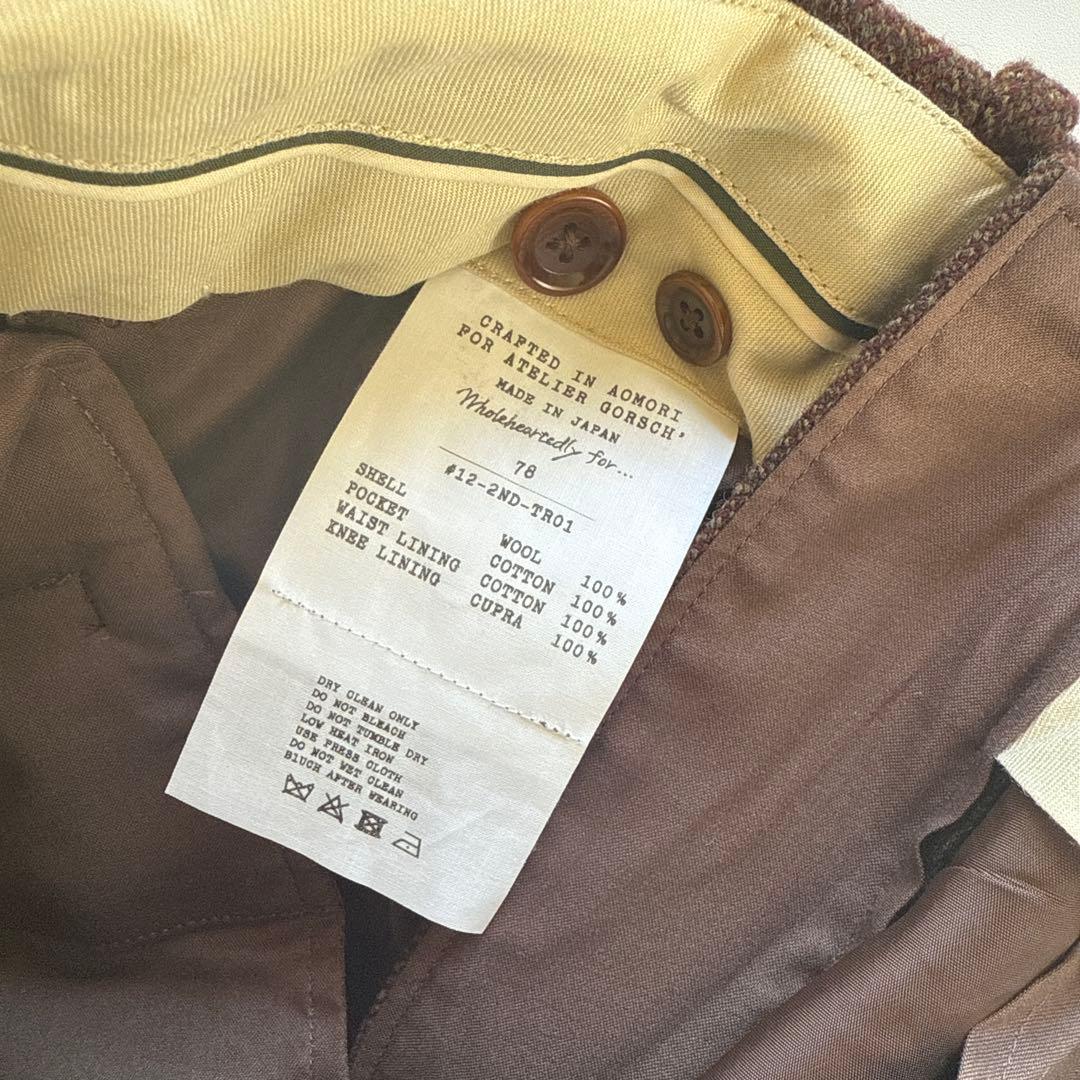 CRAFTED IN AOMORI
FOR ATELIER GORSCH'
MADE IN JAPAN
Wholeheartedly for...
78
#12-2ND-TR01
SHELL WOOL 100%
POCKET COTTON 100%
WAIST LINING COTTON 100%
KNEE LINING CUPRA 100%
DRY CLEAN ONLY
DO NOT BLEACH
DO NOT TUMBLE DRY
LOW HEAT IRON
USE PRESS CLOTH
DO NOT WET CLEAN
B1UCH AFTER WEARING